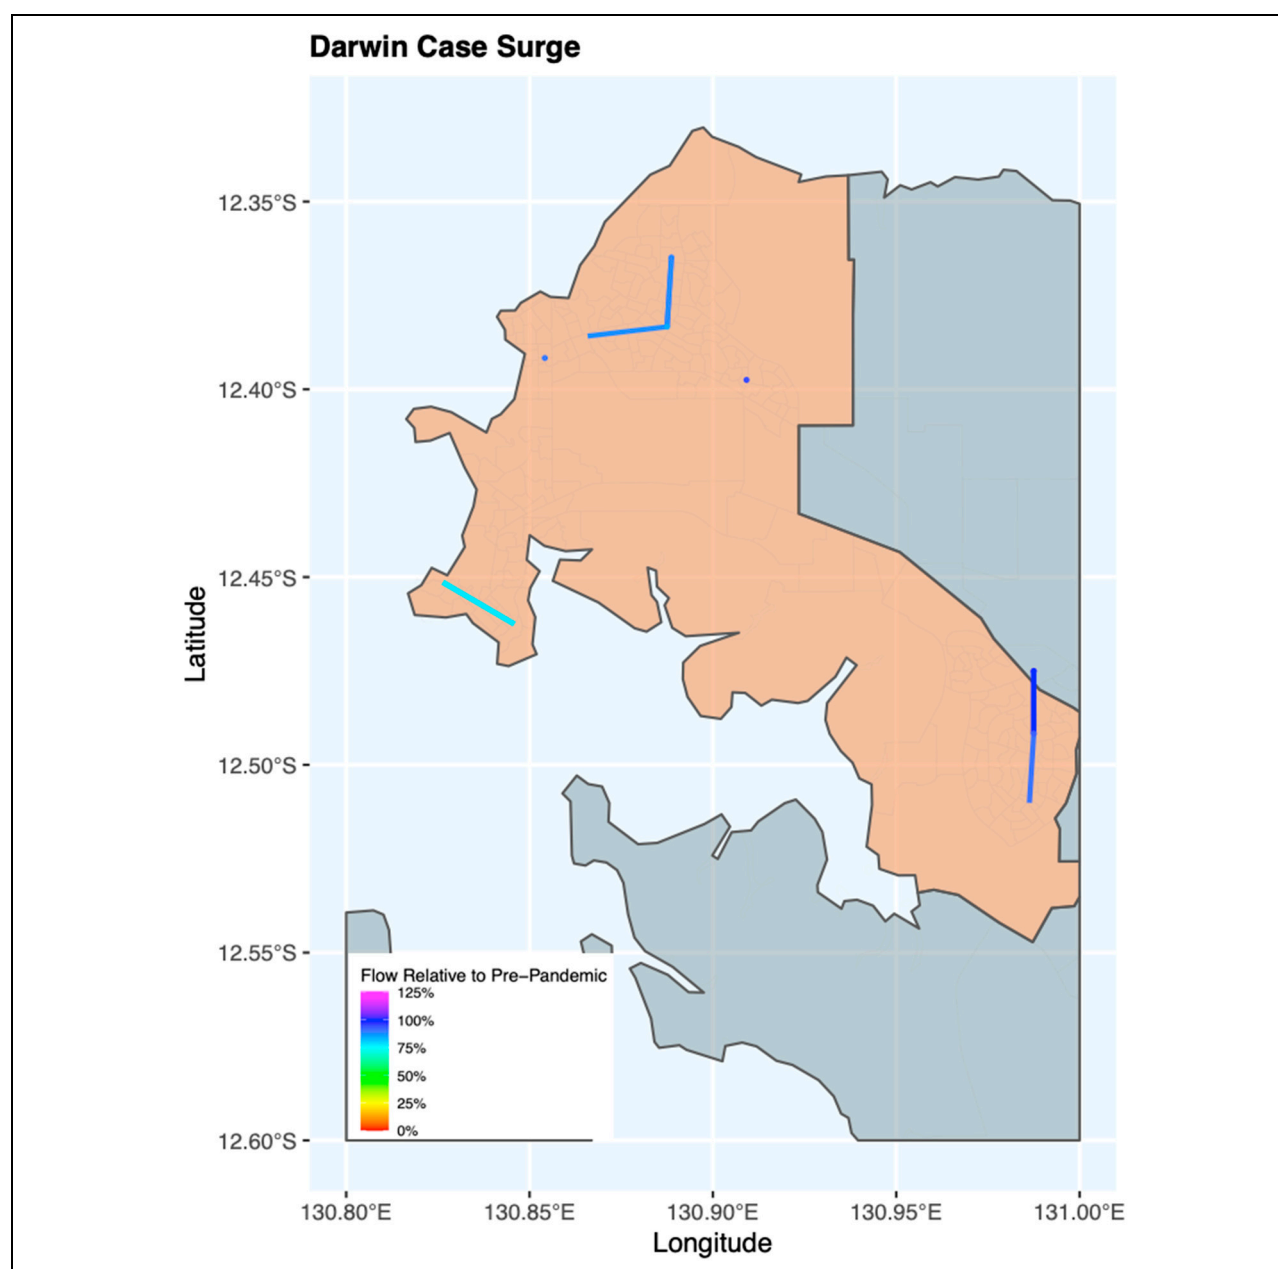 Darwin Case Surge
12.35°S
12.40°S
12.45°S
12.50°S
12.55°S
12.60°S
Latitude
Flow Relative to Pre−Pandemic
125%
100%
75%
50%
25%
0%
130.80°E 130.85°E 130.90°E 130.95°E 131.00°E
Longitude